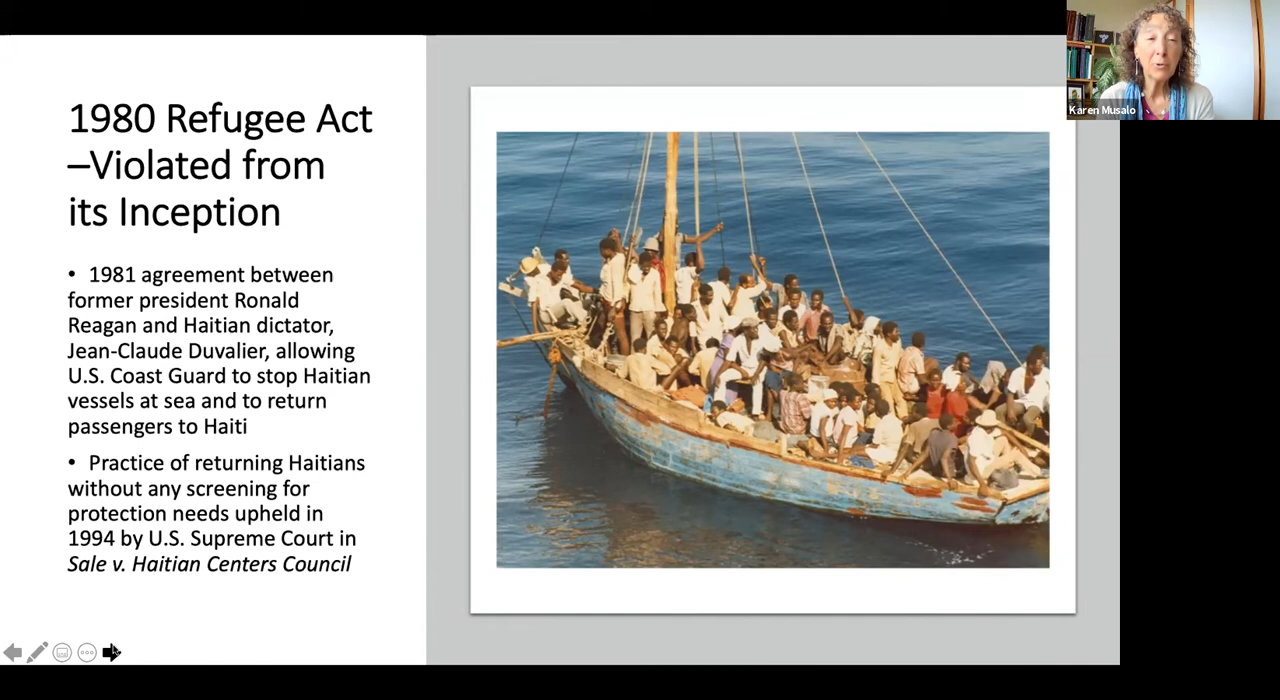 1980 Refugee Act
–Violated from
its Inception
• 1981 agreement between
former president Ronald
Reagan and Haitian dictator,
Jean-Claude Duvalier, allowing
U.S. Coast Guard to stop Haitian
vessels at sea and to return
passengers to Haiti
• Practice of returning Haitians
without any screening for
protection needs upheld in
1994 by U.S. Supreme Court in
Sale v. Haitian Centers Council
Karen Musalo